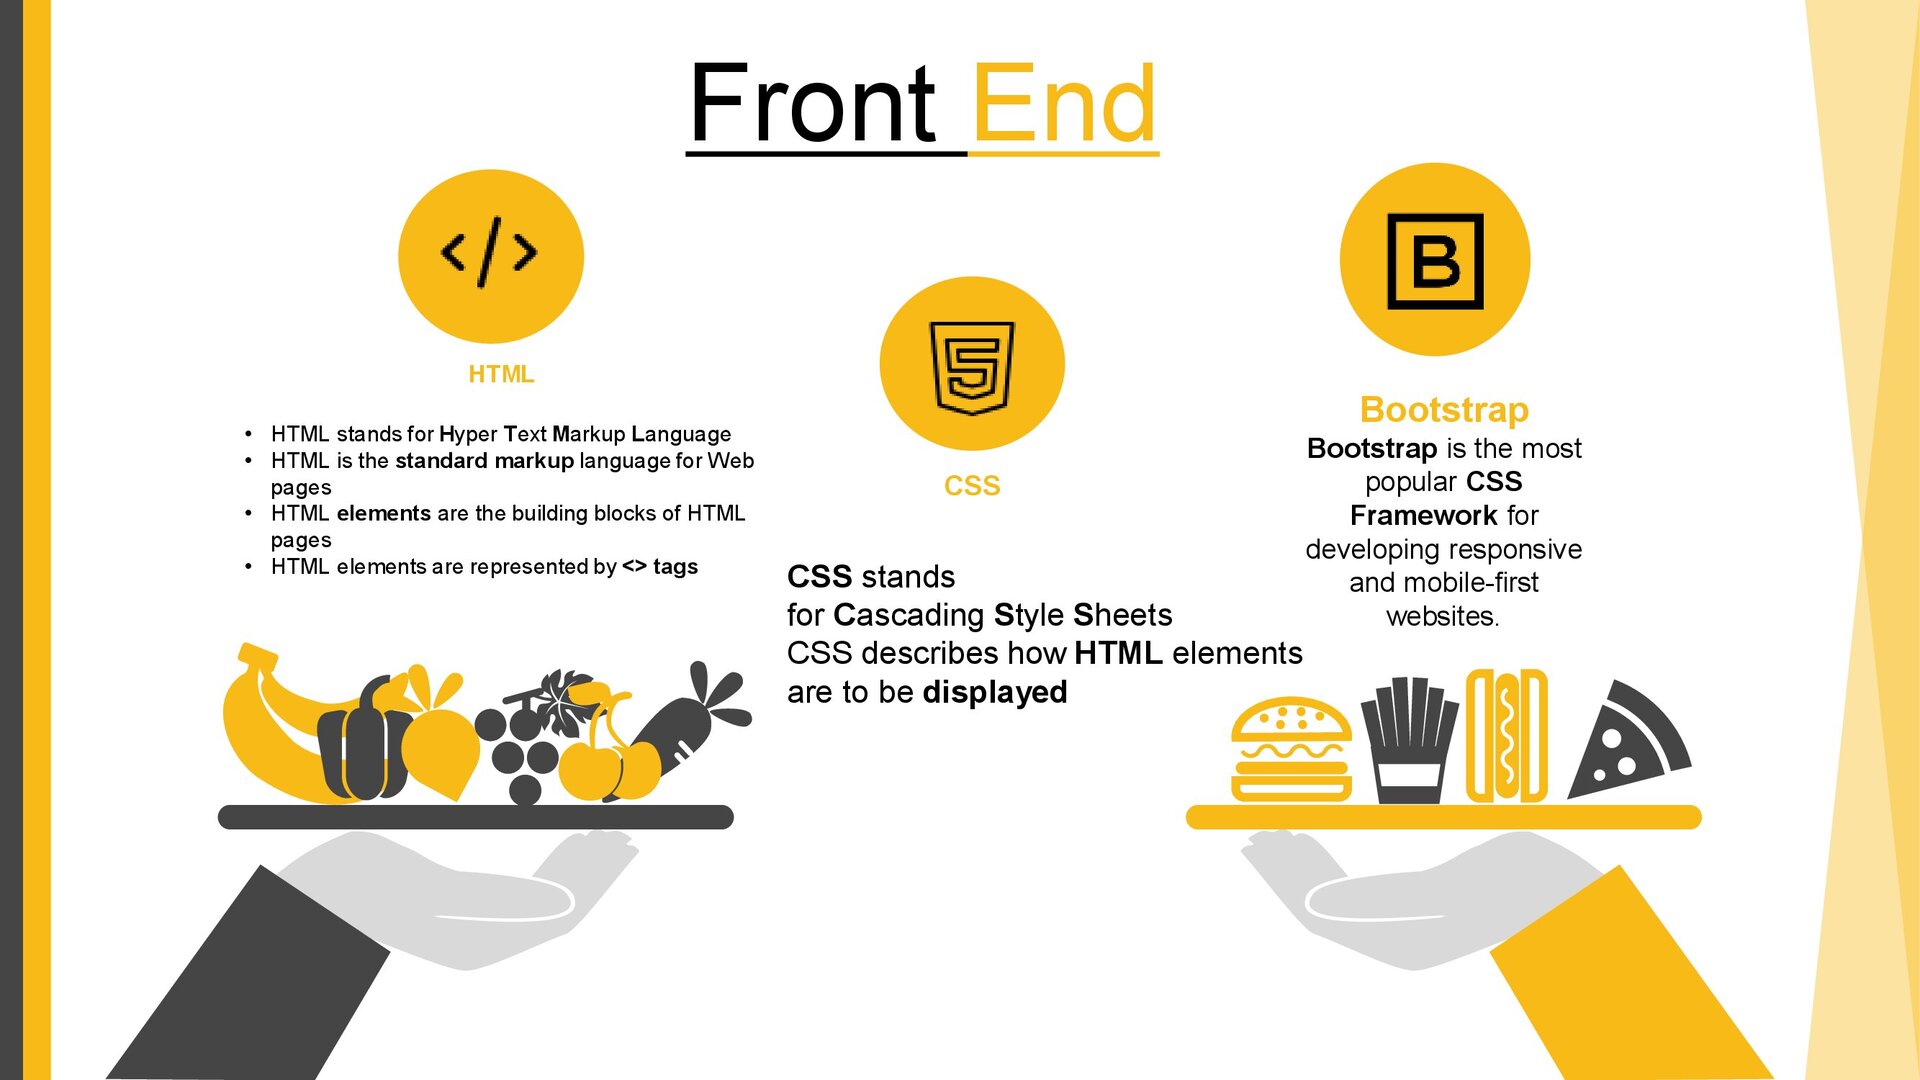 Front End
HTML
• HTML stands for Hyper Text Markup Language
• HTML is the standard markup language for Web
pages
• HTML elements are the building blocks of HTML
pages
• HTML elements are represented by <> tags
5
CSS
CSS stands
for Cascading Style Sheets
CSS describes how HTML elements
are to be displayed
B
Bootstrap
Bootstrap is the most
popular CSS
Framework for
developing responsive
and mobile-first
websites.